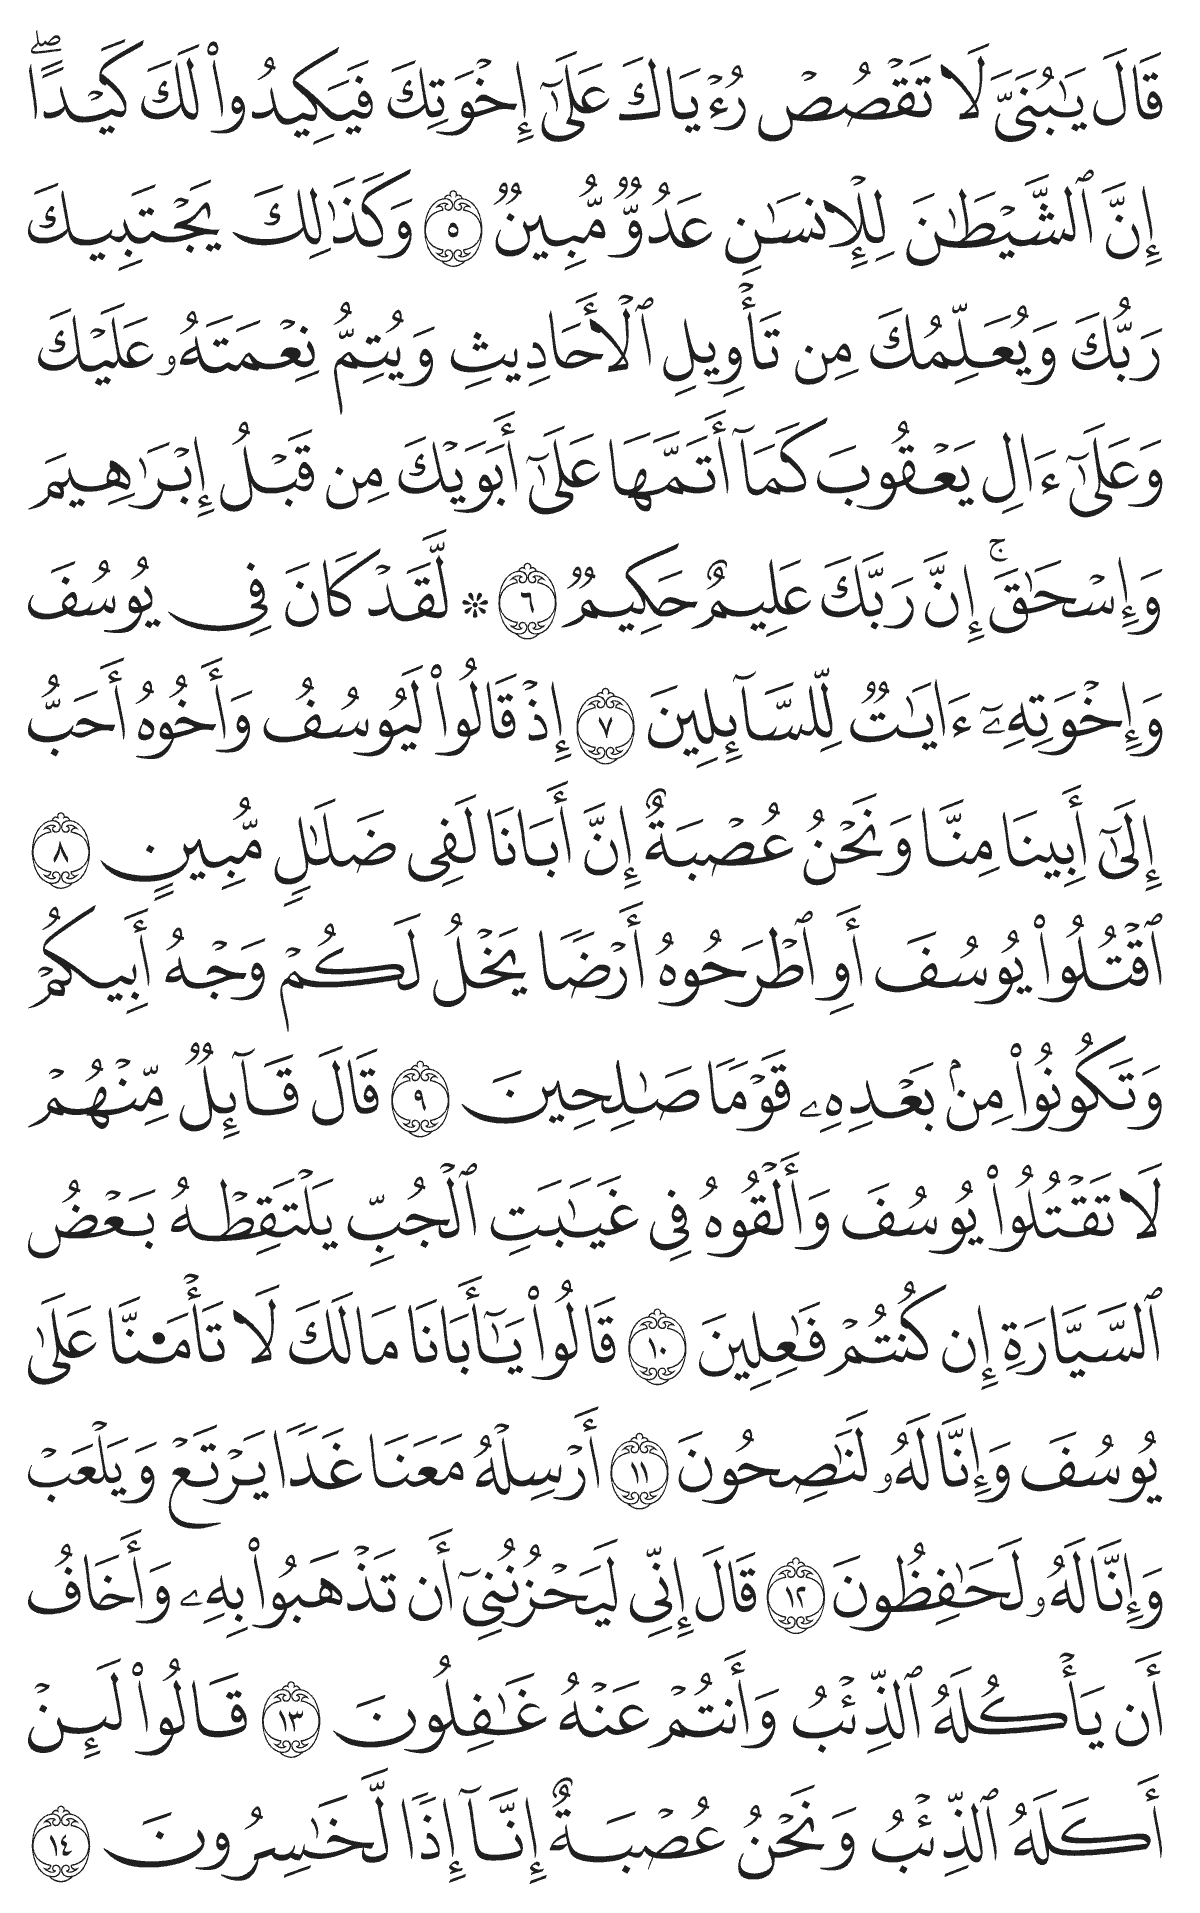 قَالَ يَٰبُنَىَّ لَا تَقْصُصْ رُءْيَاكَ عَلَىٰٓ إِخْوَتِكَ فَيَكِيدُوا۟ لَكَ كَيْدًا ۖ
إِنَّ ٱلشَّيْطَٰنَ لِلْإِنسَٰنِ عَدُوٌّ مُّبِينٌ ٥ وَكَذَٰلِكَ يَجْتَبِيكَ
رَبُّكَ وَيُعَلِّمُكَ مِن تَأْوِيلِ ٱلْأَحَادِيثِ وَيُتِمُّ نِعْمَتَهُۥ عَلَيْكَ
وَعَلَىٰٓ ءَالِ يَعْقُوبَ كَمَآ أَتَمَّهَا عَلَىٰٓ أَبَوَيْكَ مِن قَبْلُ إِبْرَٰهِيمَ
وَإِسْحَٰقَ ۚ إِنَّ رَبَّكَ عَلِيمٌ حَكِيمٌ ٦ ۞ لَّقَدْ كَانَ فِى يُوسُفَ
وَإِخْوَتِهِۦٓ ءَايَٰتٌ لِّلسَّآئِلِينَ ٧ إِذْ قَالُوا۟ لَيُوسُفُ وَأَخُوهُ أَحَبُّ
إِلَىٰٓ أَبِينَا مِنَّا وَنَحْنُ عُصْبَةٌ إِنَّ أَبَانَا لَفِى ضَلَٰلٍ مُّبِينٍ ٨
ٱقْتُلُوا۟ يُوسُفَ أَوِ ٱطْرَحُوهُ أَرْضًا يَخْلُ لَكُمْ وَجْهُ أَبِيكُمْ
وَتَكُونُوا۟ مِنۢ بَعْدِهِۦ قَوْمًا صَٰلِحِينَ ٩ قَالَ قَآئِلٌ مِّنْهُمْ
لَا تَقْتُلُوا۟ يُوسُفَ وَأَلْقُوهُ فِى غَيَٰبَتِ ٱلْجُبِّ يَلْتَقِطْهُ بَعْضُ
ٱلسَّيَّارَةِ إِن كُنتُمْ فَٰعِلِينَ ١٠ قَالُوا۟ يَٰٓأَبَانَا مَالَكَ لَا تَأْمَ۫نَّا عَلَىٰ
يُوسُفَ وَإِنَّا لَهُۥ لَنَٰصِحُونَ ١١ أَرْسِلْهُ مَعَنَا غَدًا يَرْتَعْ وَيَلْعَبْ
وَإِنَّا لَهُۥ لَحَٰفِظُونَ ١٢ قَالَ إِنِّى لَيَحْزُنُنِىٓ أَن تَذْهَبُوا۟ بِهِۦ وَأَخَافُ
أَن يَأْكُلَهُ ٱلذِّئْبُ وَأَنتُمْ عَنْهُ غَٰفِلُونَ ١٣ قَالُوا۟ لَئِنْ
أَكَلَهُ ٱلذِّئْبُ وَنَحْنُ عُصْبَةٌ إِنَّآ إِذًا لَّخَٰسِرُونَ ١٤